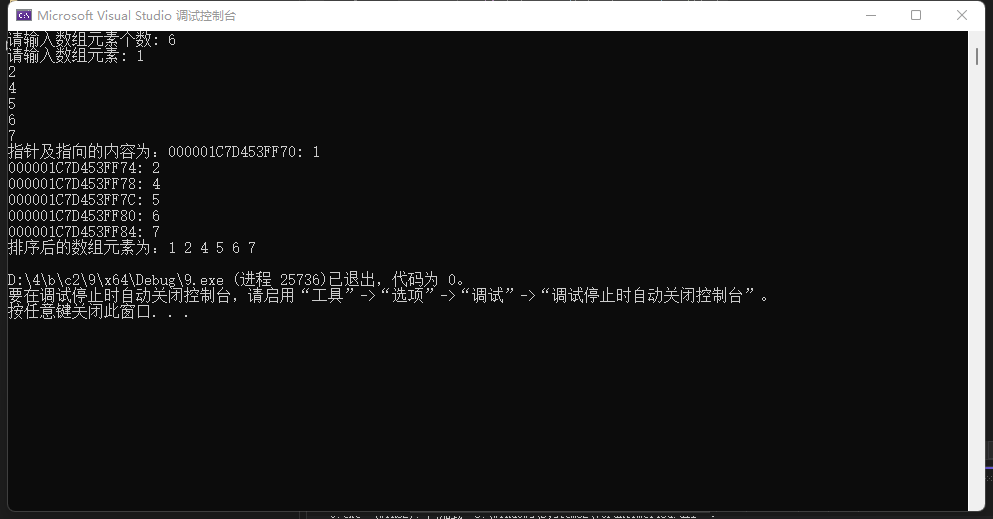 Microsoft Visual Studio 调试控制台
请输入数组元素个数: 6
请输入数组元素: 1
2
4
5
6
7
指针及指向的内容为: 000001C7D453FF70: 1
000001C7D453FF74: 2
000001C7D453FF78: 4
000001C7D453FF7C: 5
000001C7D453FF80: 6
000001C7D453FF84: 7
排序后的数组元素为: 1 2 4 5 6 7
D:\4\b\c2\9\x64\Debug\9.exe (进程 25736)已退出，代码为 0。
要在调试停止时自动关闭控制台，请启用“工具”->“选项”->“调试”->“调试停止时自动关闭控制台”。
按任意键关闭此窗口. . .